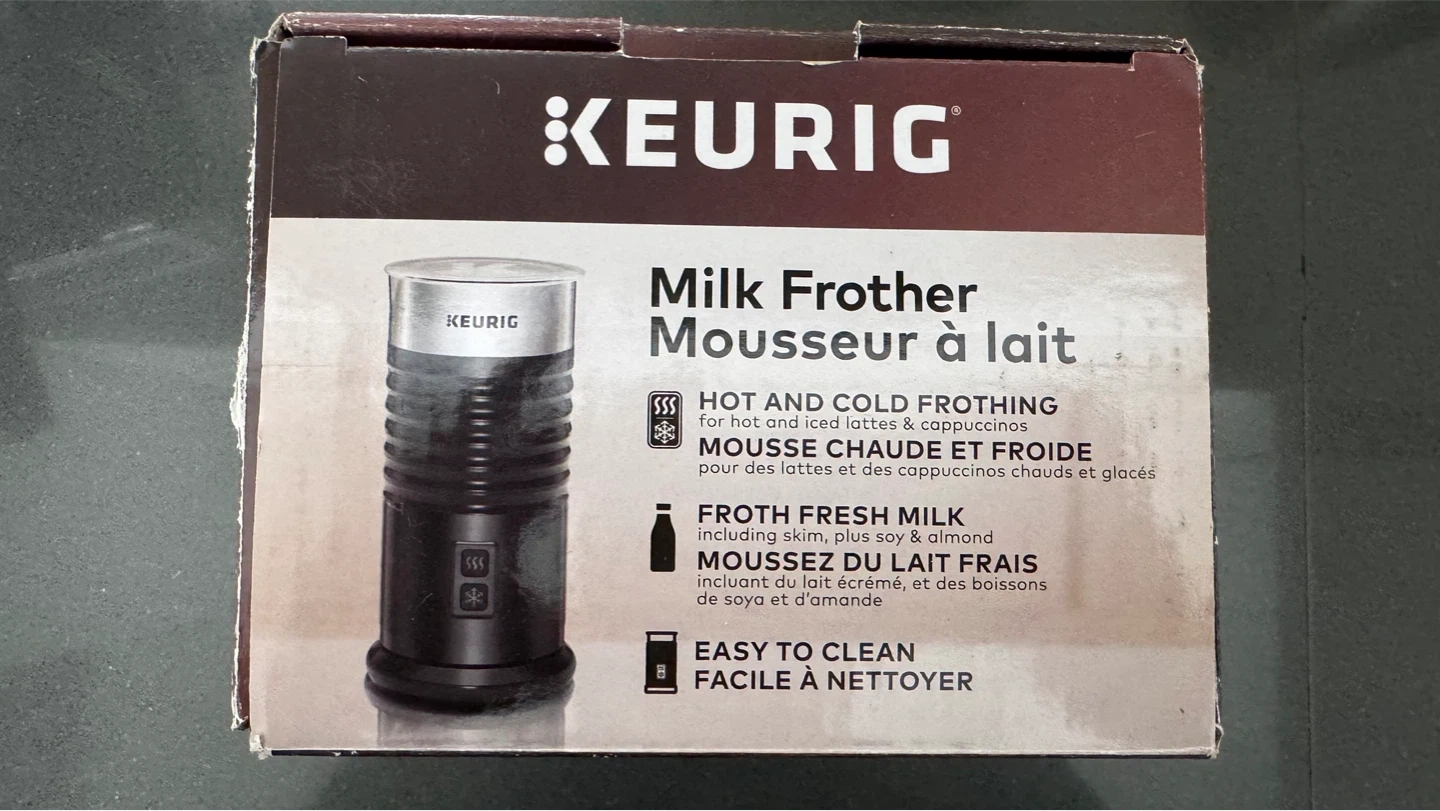 KEURIG®
KEURIG
Milk Frother
Mousseur à lait
HOT AND COLD FROTHING
for hot and iced lattes & cappuccinos
MOUSSE CHAUDE ET FROIDE
pour des lattes et des cappuccinos chauds et glacés
FROTH FRESH MILK
including skim, plus soy & almond
MOUSSEZ DU LAIT FRAIS
incluant du lait écrémé, et des boissons
de soya et d'amande
EASY TO CLEAN
FACILE À NETTOYER